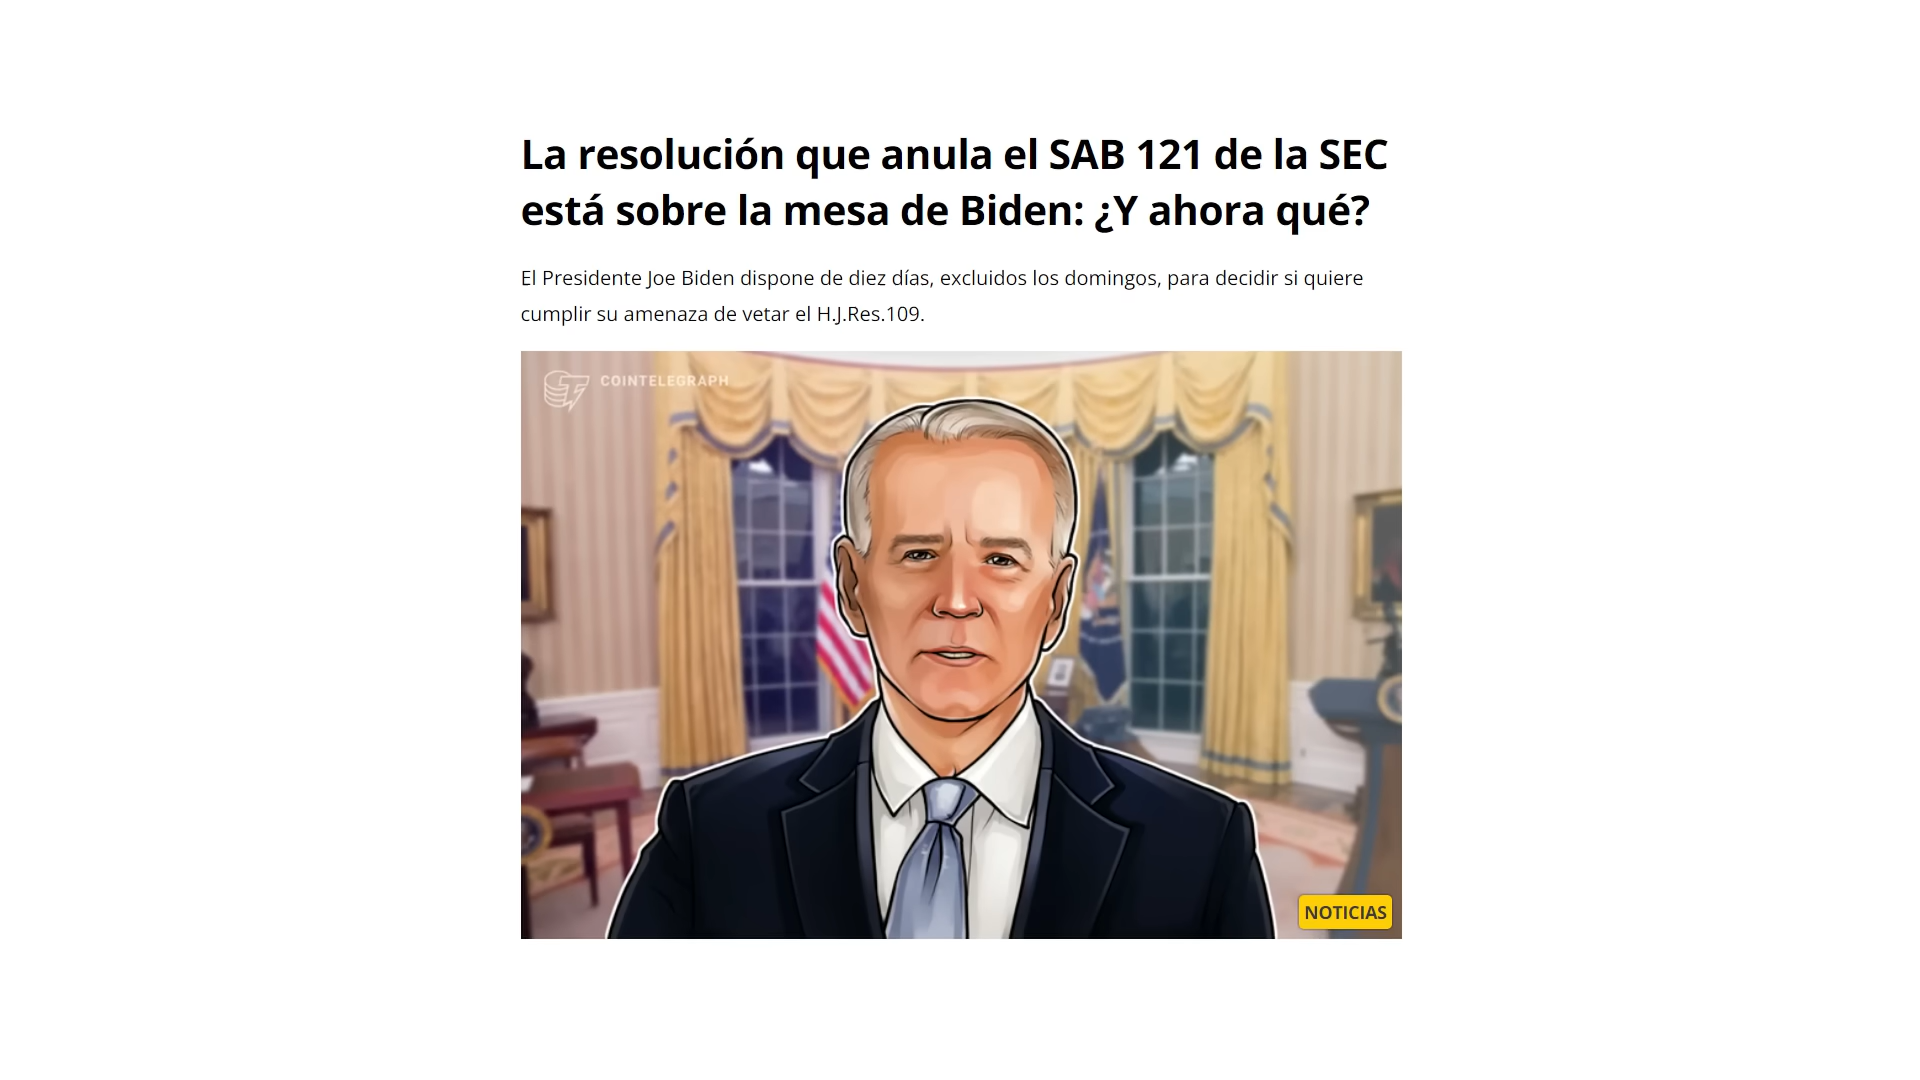 La resolución que anula el SAB 121 de la SEC
está sobre la mesa de Biden: ¿Y ahora qué?
El Presidente Joe Biden dispone de diez días, excluidos los domingos, para decidir si quiere
cumplir su amenaza de vetar el H.J.Res.109.
COINTELEGRAPH
NOTICIAS